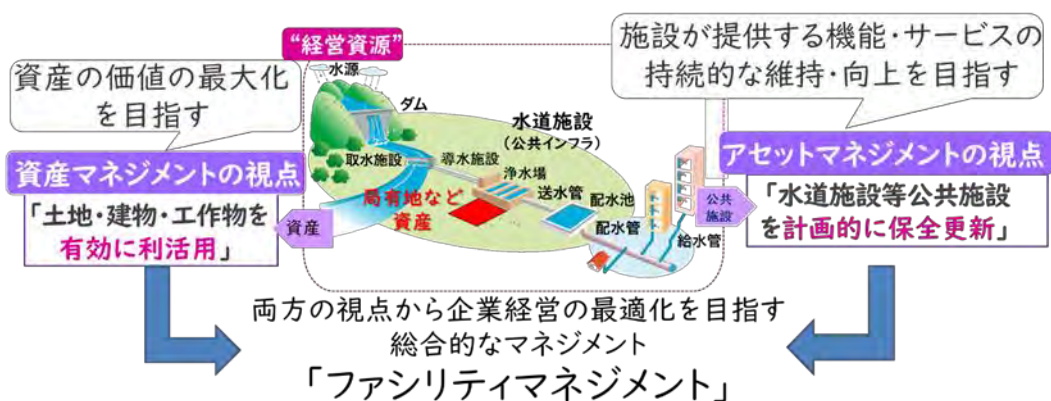 “経営資源”
施設が提供する機能・サービスの
持続的な維持・向上を目指す
資産の価値の最大化
を目指す
水源
ダム
水道施設
(公共インフラ)
取水施設
導水施設
浄水場
送水管
配水池
配水管
給水管
局有地など
資産
資産
公共
施設
資産マネジメントの視点
「土地・建物・工作物を
有効に利活用」
アセットマネジメントの視点
「水道施設等公共施設
を計画的に保全更新」
両方の視点から企業経営の最適化を目指す
総合的なマネジメント
「ファシリティマネジメント」